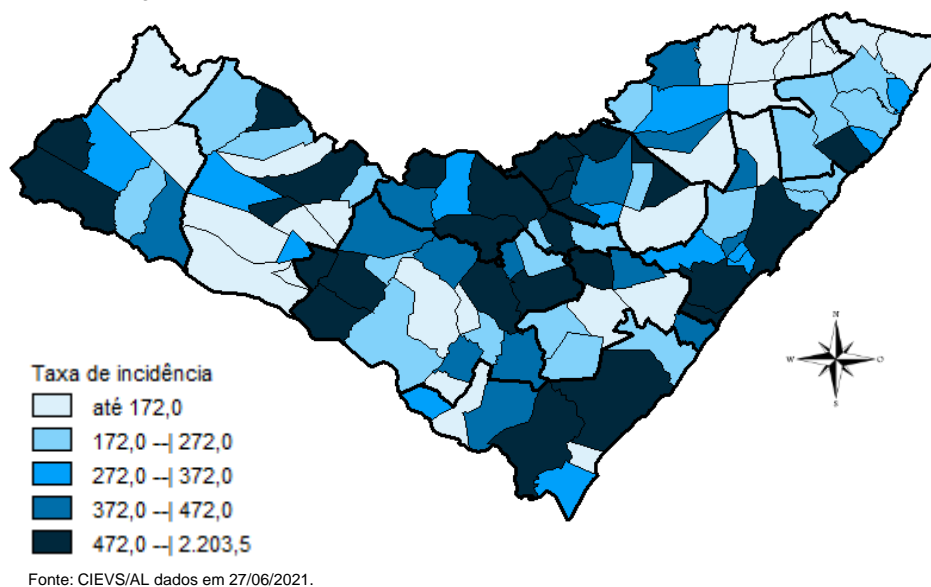 N
W O
S
Taxa de incidência
até 172,0
172,0 --| 272,0
272,0 --| 372,0
372,0 --| 472,0
472,0 --| 2.203,5
Fonte: CIEVS/AL dados em 27/06/2021.